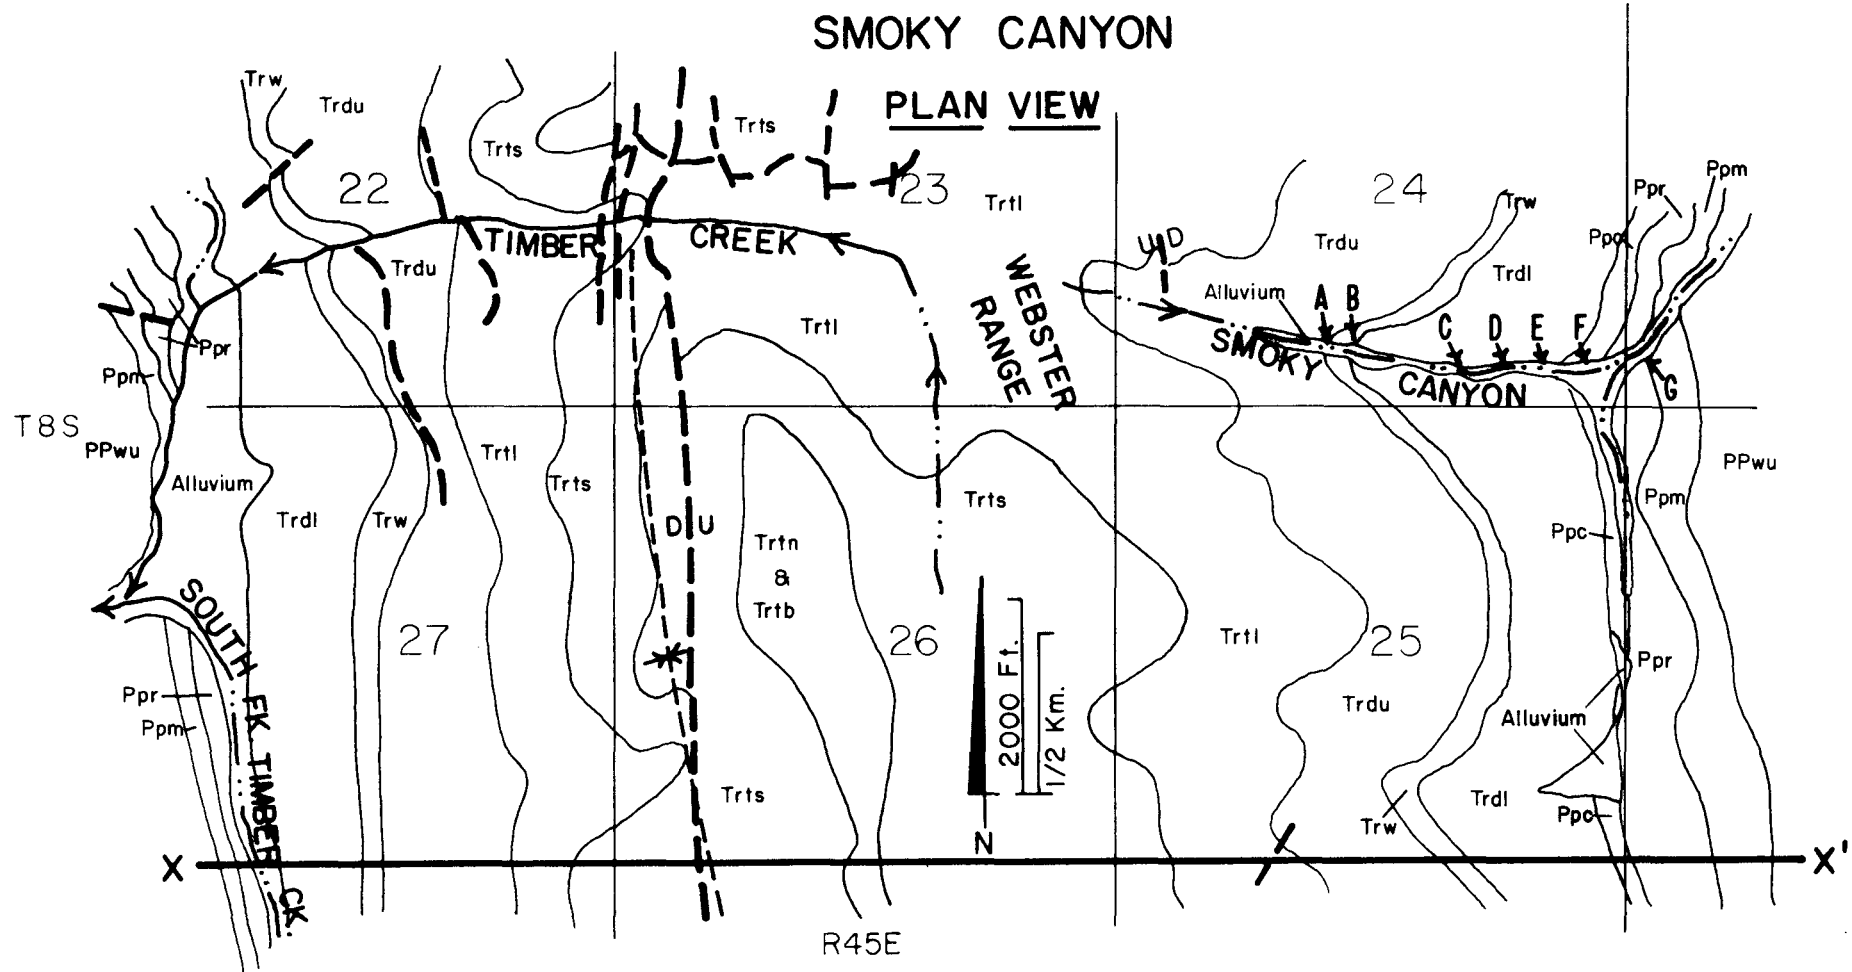 SMOKY CANYON
PLAN VIEW
Trw
Trdu
Trts
Trts
22
23
Trtl
24
Trw
Ppr
Ppm
Ppc
TIMBER CREEK
Trdu
U D
Trdu
Trdl
WEBSTER
RANGE
Alluvium
A B
C D E F
G
SMOKY
CANYON
Trtl
Ppr
Ppm
T8S
PPwu
Alluvium
Trtl
Trts
Trts
PPwu
Ppm
Trdl
Trw
D U
Ppc
Trtn
&
Trtb
SOUTH FK. TIMBER CK.
27
26
Trtl
25
Ppr
2000 Ft.
1/2 Km.
Ppr
Ppm
Trdu
Alluvium
Trts
Trdl
Ppc
Trw
N
X
X'
R45E